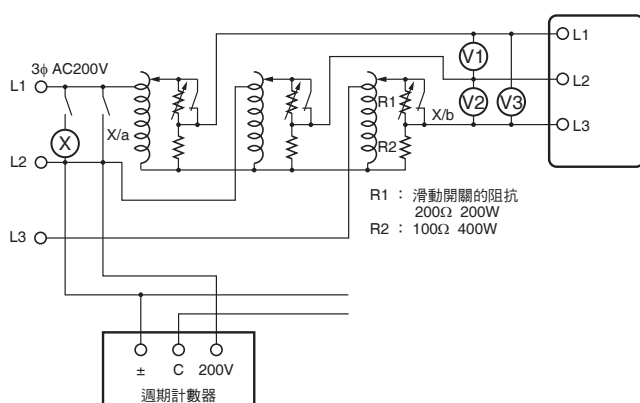 3ϕ AC200V
L1
L2
L3
X
X/a
R1
R2
X/b
V1
V2
V3
L1
L2
L3
R1 : 滑動開關的阻抗
200Ω 200W
R2 : 100Ω 400W
± C 200V
週期計數器